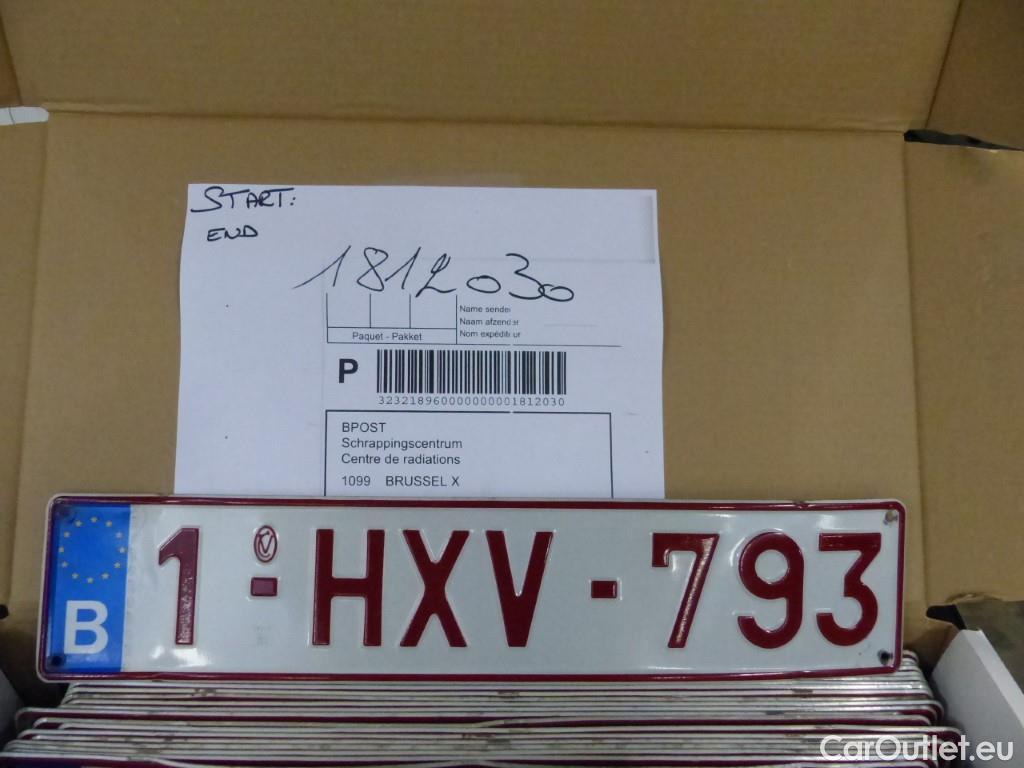 START:
END
1812030
Name sender
Naam afzender
Nom expéditeur
Paquet - Pakket
P
323218960000000001812030
BPOST
Schrappingscentrum
Centre de radiations
1099 BRUSSEL X
B 1-HXV-793
CarOutlet.eu